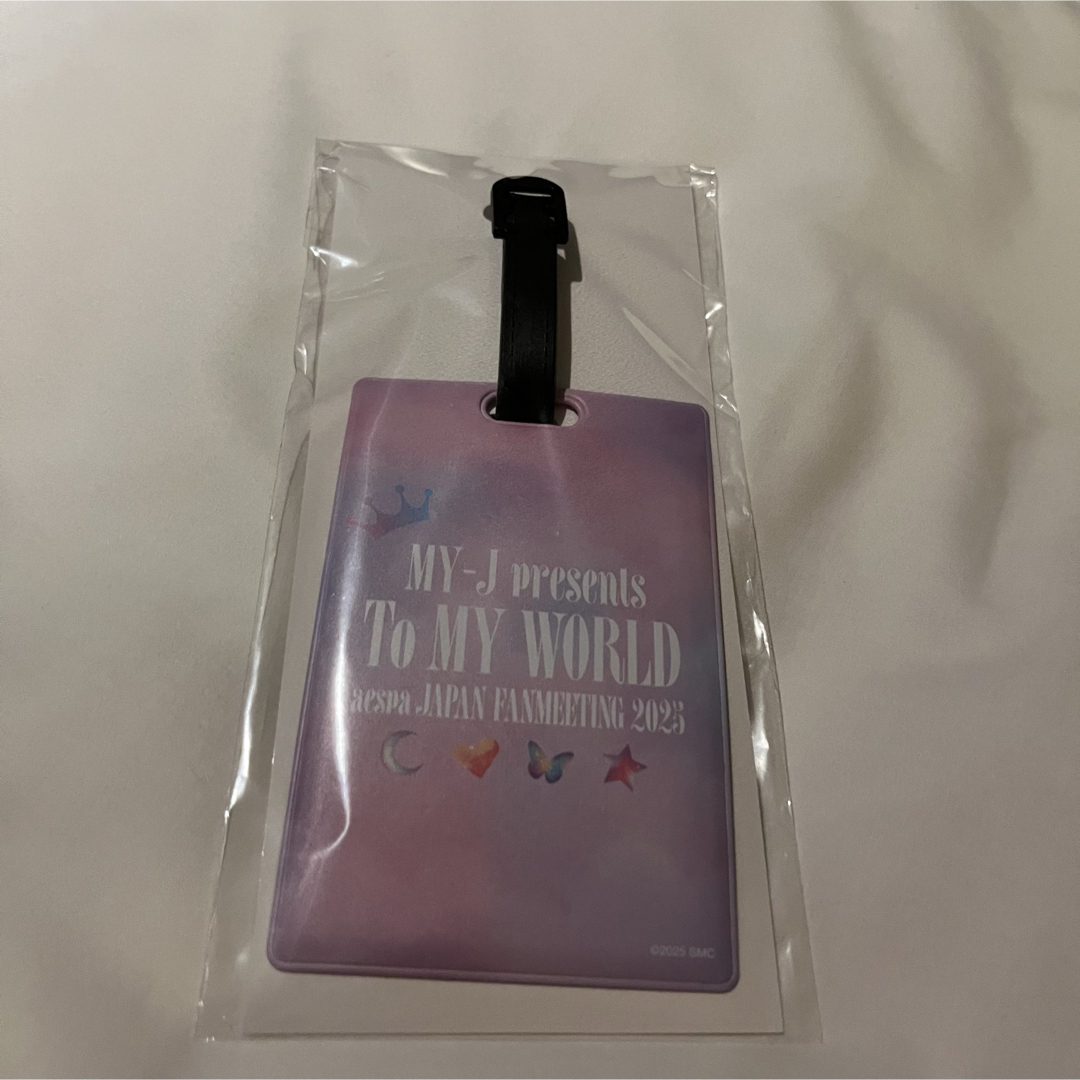 MY-J presents
To MY WORLD
aespa JAPAN FANMEETING 2025
©2025 SMC